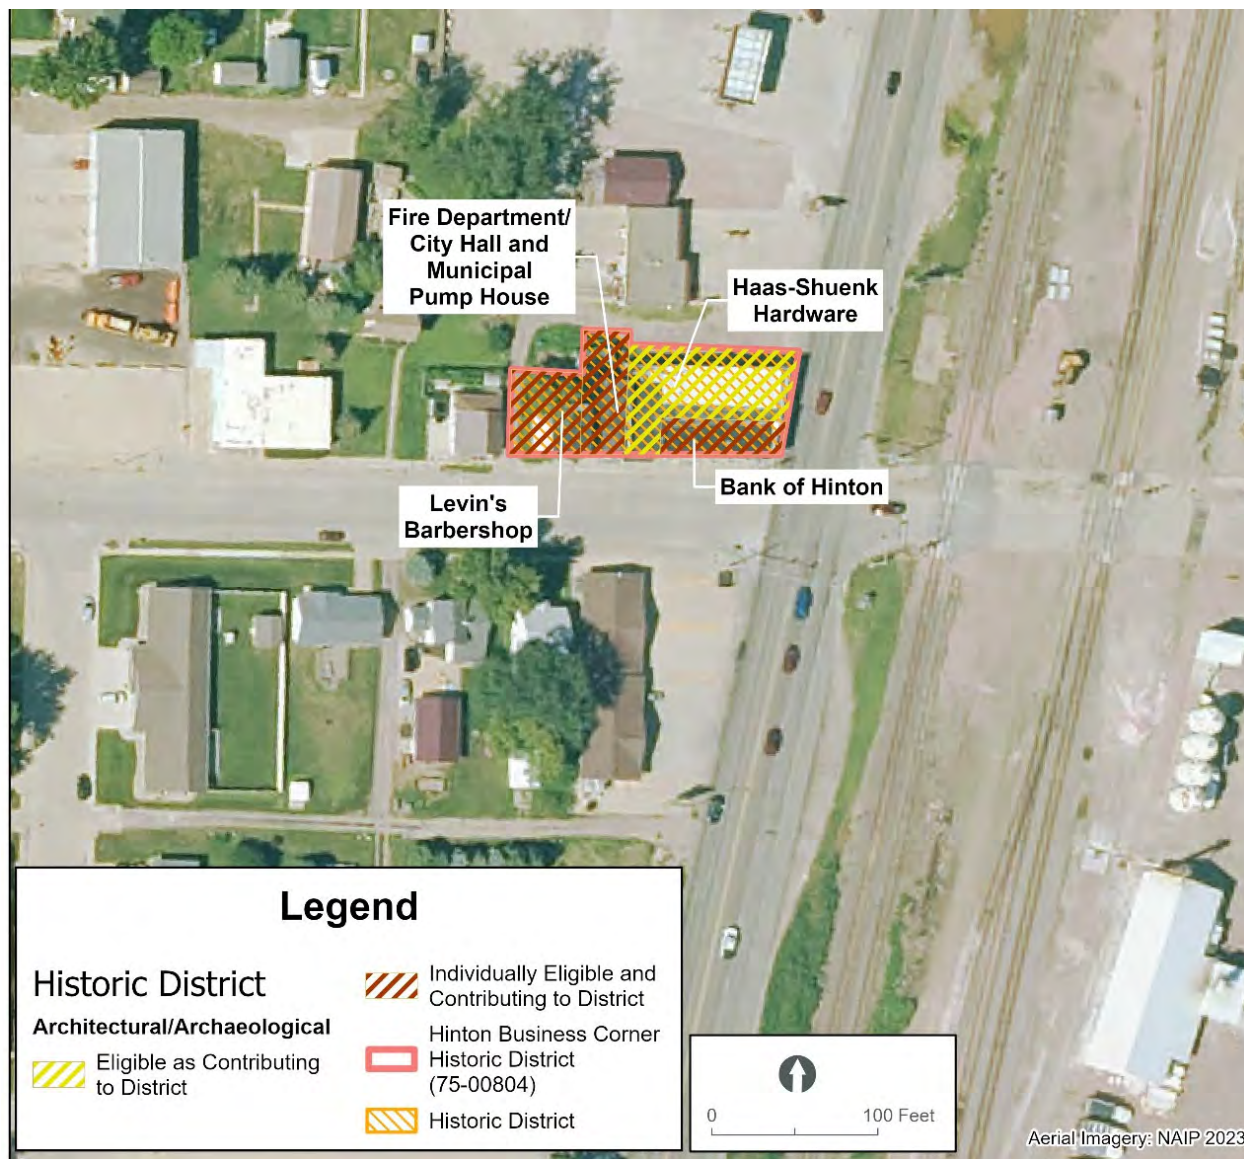 Fire Department/
City Hall and
Municipal
Pump House
Haas-Shuenk
Hardware
Levin's
Barbershop
Bank of Hinton
Legend
Historic District
Architectural/Archaeological
Eligible as Contributing
to District
Individually Eligible and
Contributing to District
Hinton Business Corner
Historic District
(75-00804)
Historic District
0 100 Feet
Aerial Imagery: NAIP 2023